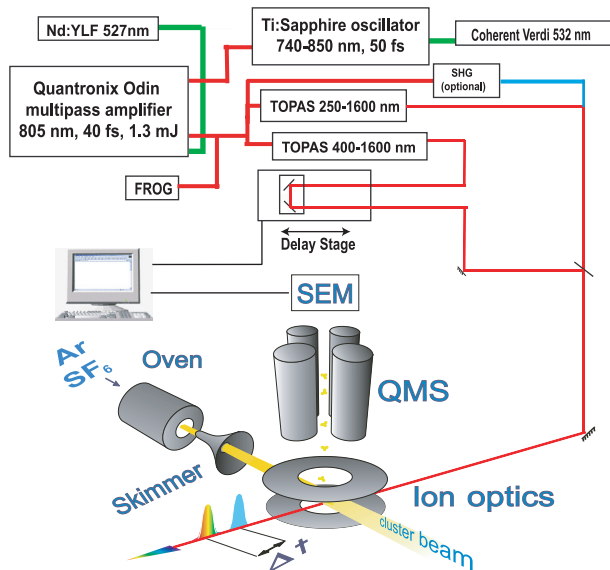 Nd:YLF 527nm
Ti:Sapphire oscillator
740-850 nm, 50 fs
Coherent Verdi 532 nm
Quantronix Odin
multipass amplifier
805 nm, 40 fs, 1.3 mJ
SHG
(optional)
TOPAS 250-1600 nm
TOPAS 400-1600 nm
FROG
Delay Stage
SEM
Ar
SF6
Oven
QMS
Skimmer
Ion optics
cluster beam
Δt